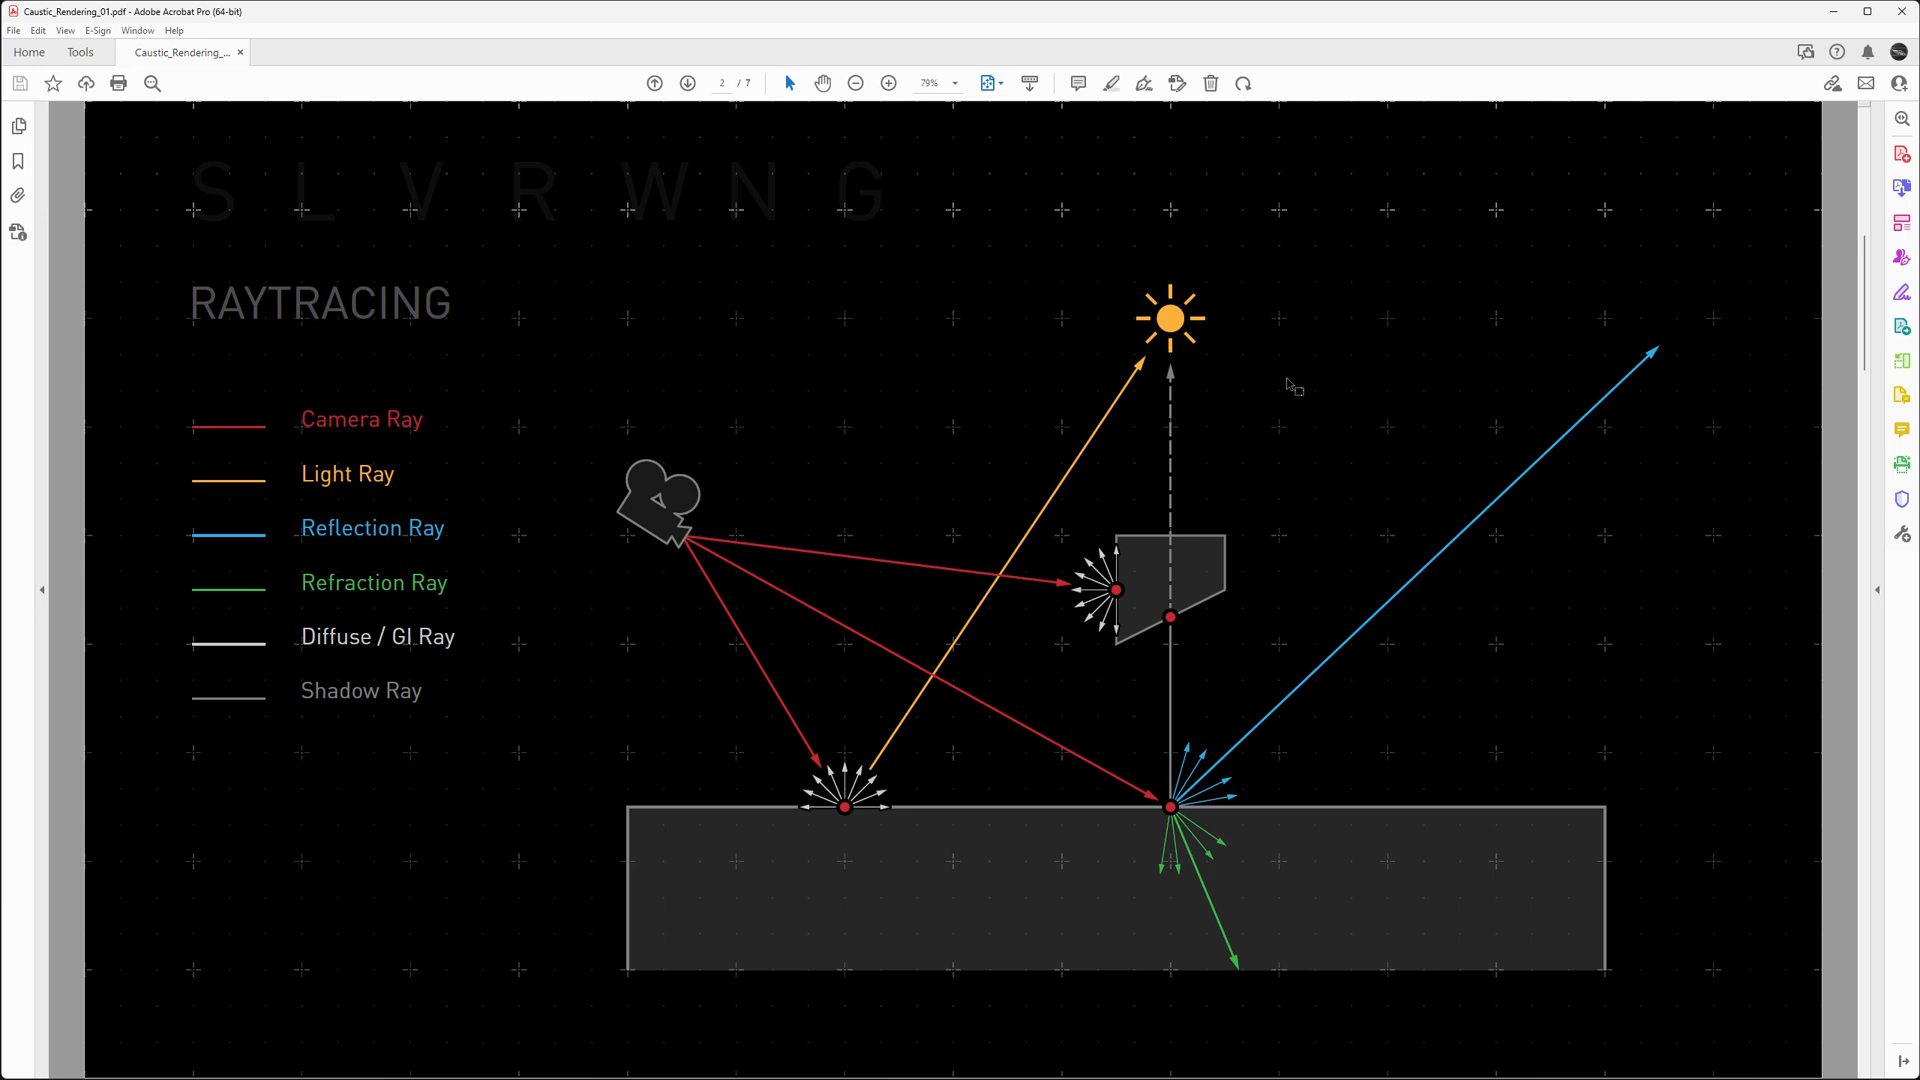 Caustic_Rendering_01.pdf - Adobe Acrobat Pro (64-bit)
File Edit View E-Sign Window Help
Home Tools Caustic_Rendering_... ×
2 / 7 79%
S L V R W N G
RAYTRACING
Camera Ray
Light Ray
Reflection Ray
Refraction Ray
Diffuse / GI Ray
Shadow Ray